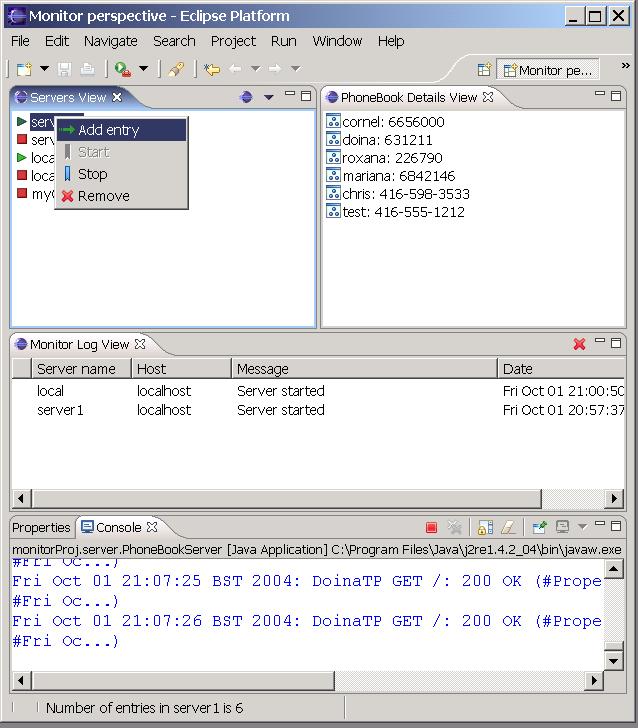 Monitor perspective - Eclipse Platform
File Edit Navigate Search Project Run Window Help
Monitor pe...
Servers View
PhoneBook Details View
Add entry
Start
Stop
Remove
cornel: 6656000
doina: 631211
roxana: 226790
mariana: 6842146
chris: 416-598-3533
test: 416-555-1212
Monitor Log View
Server name Host Message Date
local localhost Server started Fri Oct 01 21:00:50
server1 localhost Server started Fri Oct 01 20:57:37
Properties Console
monitorProj.server.PhoneBookServer [Java Application] C:\Program Files\Java\j2re1.4.2_04\bin\javaw.exe
#Fri Oc...)
Fri Oct 01 21:07:25 BST 2004: DoinaTP GET /: 200 OK (#Prope
#Fri Oc...)
Fri Oct 01 21:07:26 BST 2004: DoinaTP GET /: 200 OK (#Prope
#Fri Oc...)
Number of entries in server1 is 6